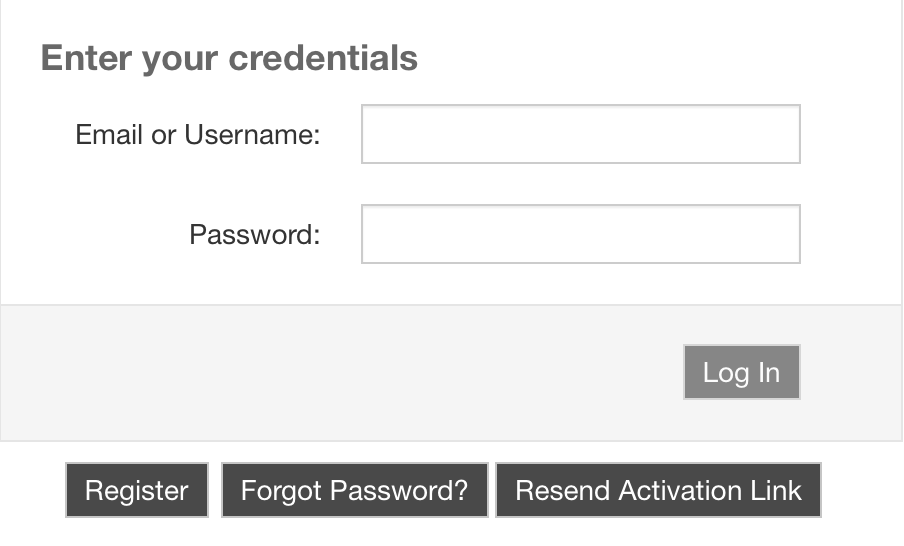 Enter your credentials
Email or Username:
Password:
Log In
Register Forgot Password? Resend Activation Link